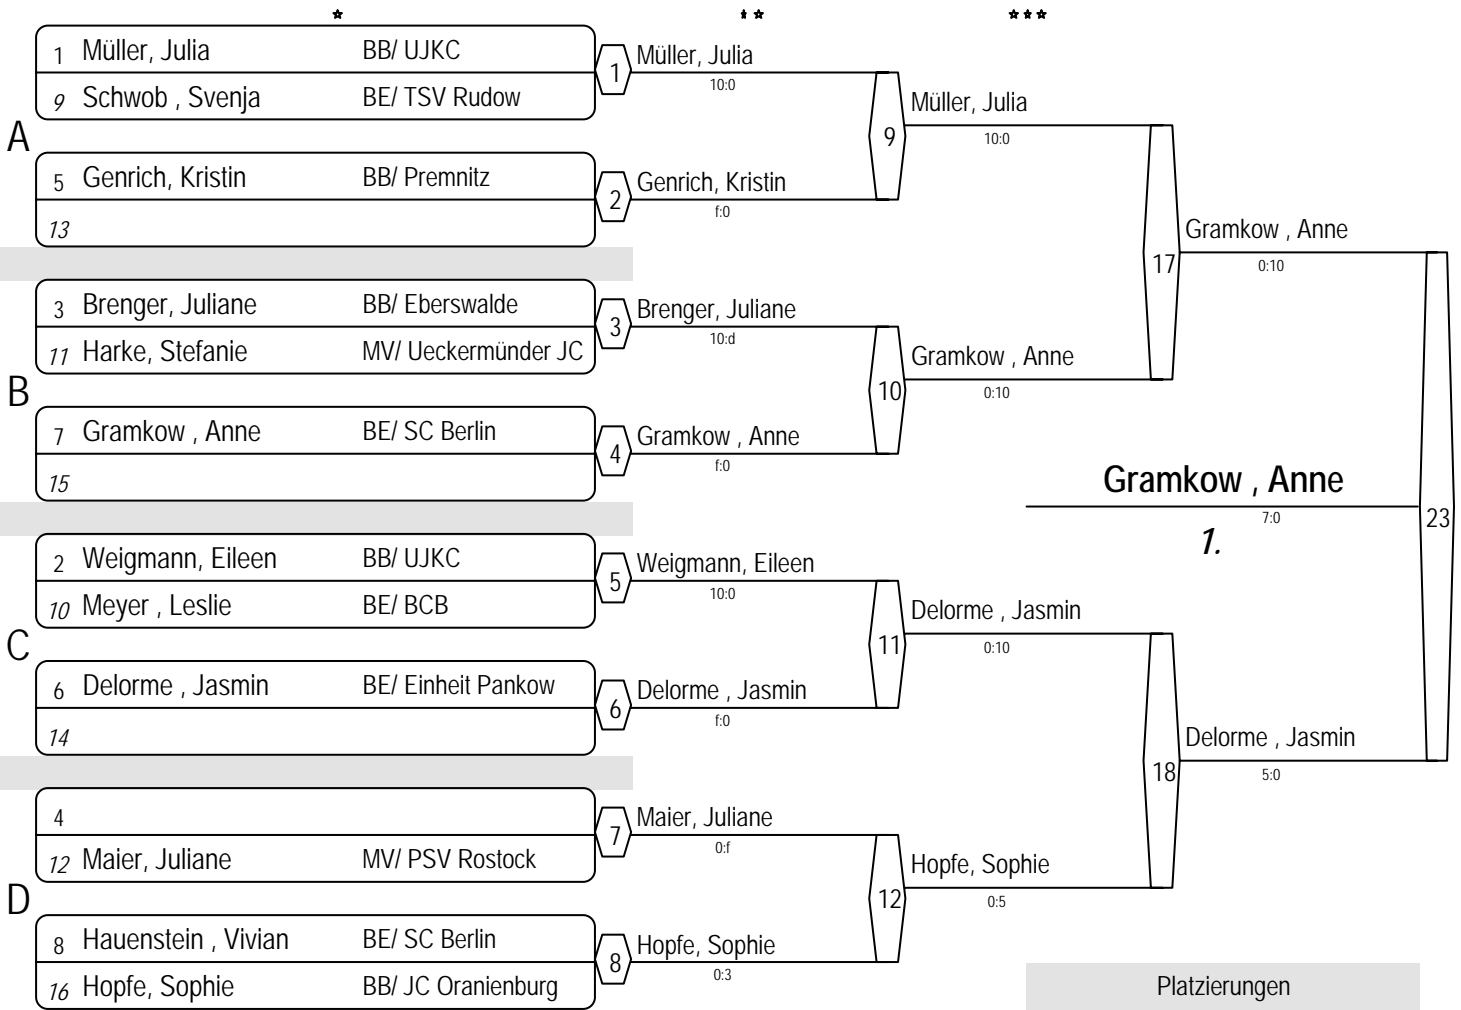 * ** ***
1 Müller, Julia BB/ UJKC
9 Schwob , Svenja BE/ TSV Rudow
1 Müller, Julia
10:0
A
5 Genrich, Kristin BB/ Premnitz
13
2 Genrich, Kristin
f:0
9 Müller, Julia
10:0
3 Brenger, Juliane BB/ Eberswalde
11 Harke, Stefanie MV/ Ueckermünder JC
3 Brenger, Juliane
10:d
B
7 Gramkow , Anne BE/ SC Berlin
15
4 Gramkow , Anne
f:0
10 Gramkow , Anne
0:10
17 Gramkow , Anne
0:10
2 Weigmann, Eileen BB/ UJKC
10 Meyer , Leslie BE/ BCB
5 Weigmann, Eileen
10:0
C
6 Delorme , Jasmin BE/ Einheit Pankow
14
6 Delorme , Jasmin
f:0
11 Delorme , Jasmin
0:10
4
12 Maier, Juliane MV/ PSV Rostock
7 Maier, Juliane
0:f
D
8 Hauenstein , Vivian BE/ SC Berlin
16 Hopfe, Sophie BB/ JC Oranienburg
8 Hopfe, Sophie
0:3
12 Hopfe, Sophie
0:5
18 Delorme , Jasmin
5:0
Gramkow , Anne
7:0
23
1.
Platzierungen